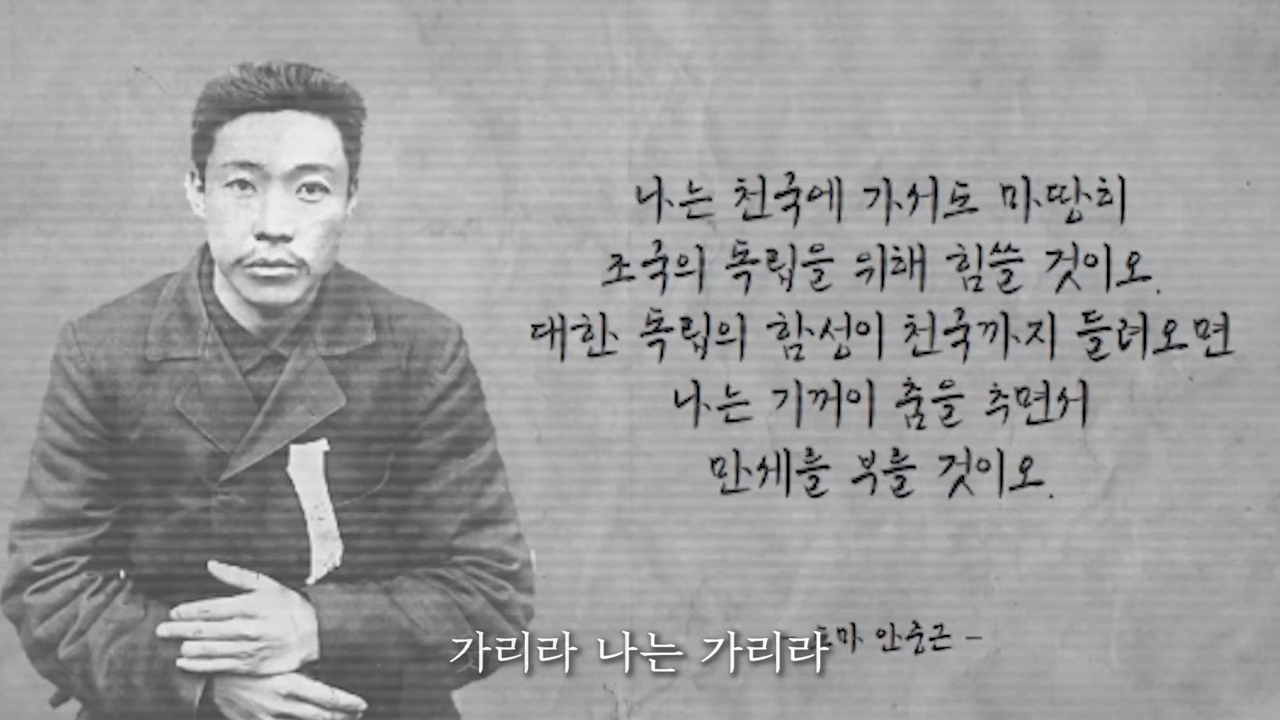 나는 천국에 가서도 마땅히
조국의 독립을 위해 힘쓸 것이오.
대한 독립의 함성이 천국까지 들려오면
나는 기꺼이 춤을 추면서
만세를 부를 것이오.
안중근 -
가리라 나는 가리라